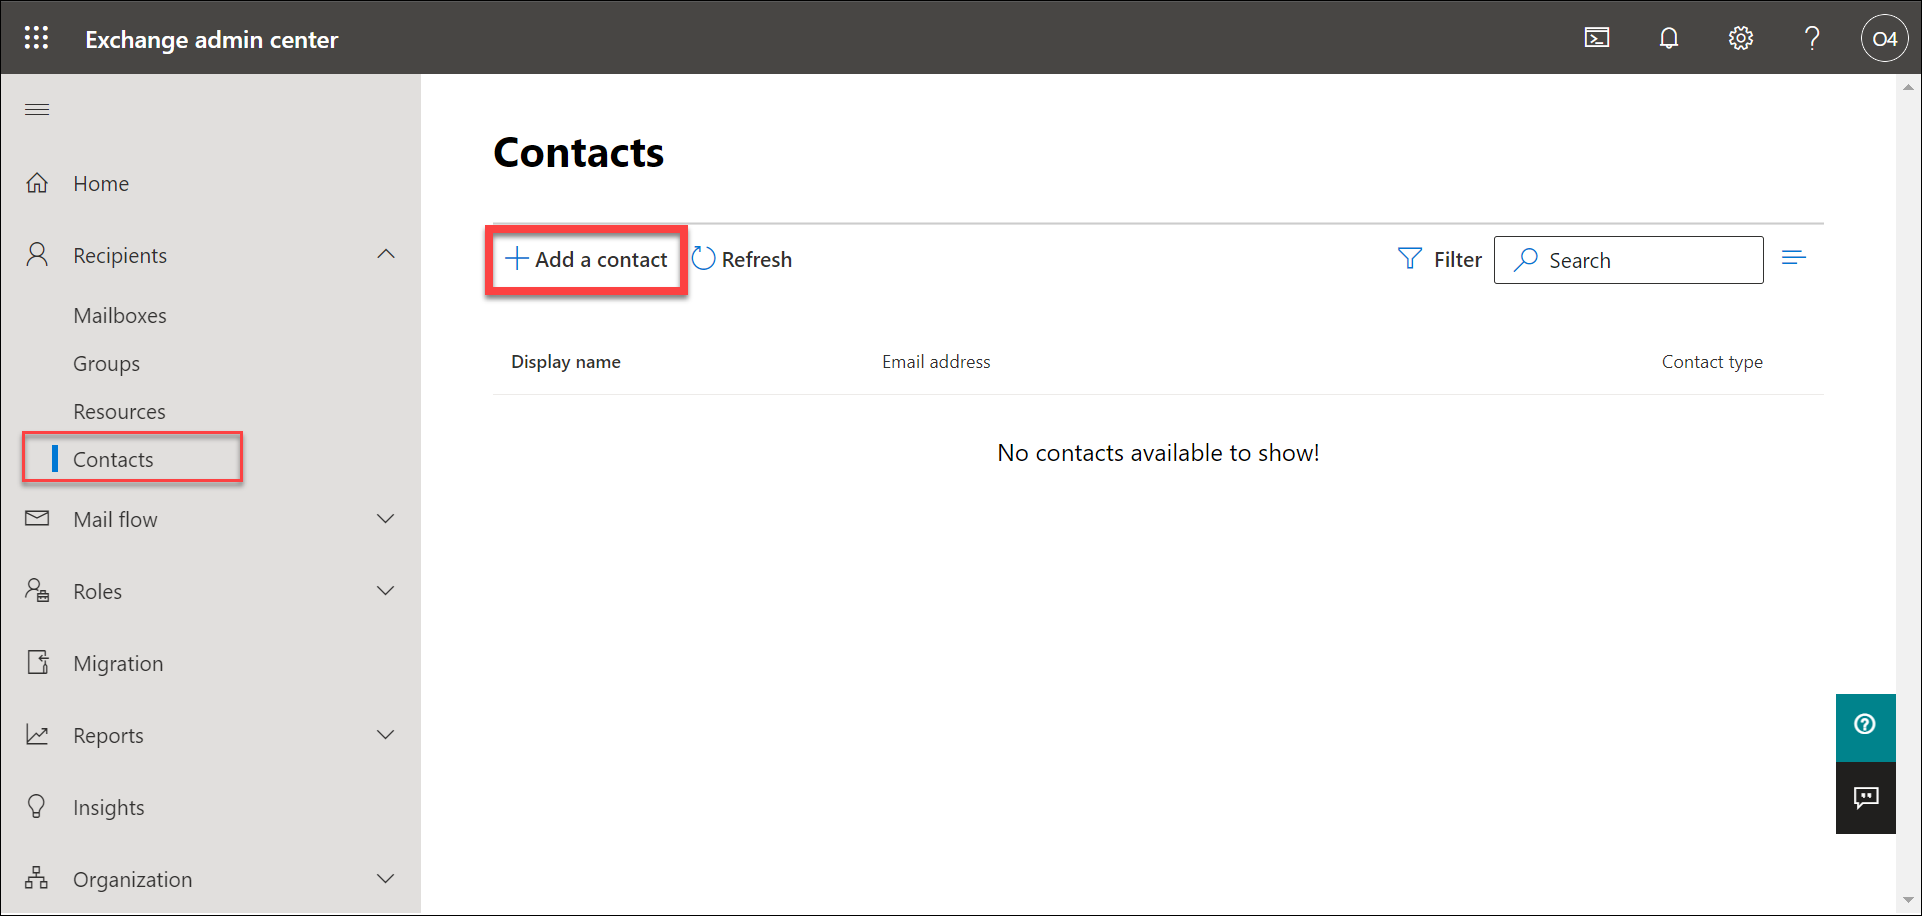 Exchange admin center
O4
Home
Recipients
Mailboxes
Groups
Resources
Contacts
Mail flow
Roles
Migration
Reports
Insights
Organization
Contacts
Add a contact Refresh Filter Search
Display name Email address Contact type
No contacts available to show!